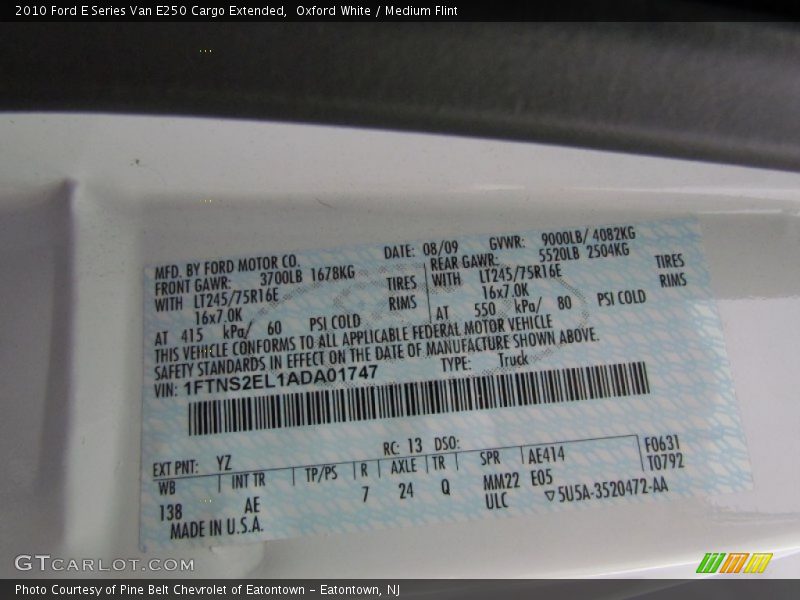 2010 Ford E Series Van E250 Cargo Extended,  Oxford White / Medium Flint
MFD. BY FORD MOTOR CO. DATE: 08/09 GVWR: 9000LB/ 4082KG
FRONT GAWR: 3700LB 1678KG REAR GAWR: 5520LB 2504KG
WITH LT245/75R16E TIRES WITH LT245/75R16E TIRES
16x7.0K RIMS 16x7.0K RIMS
AT 415 kPa/ 60 PSI COLD AT 550 kPa/ 80 PSI COLD
THIS VEHICLE CONFORMS TO ALL APPLICABLE FEDERAL MOTOR VEHICLE
SAFETY STANDARDS IN EFFECT ON THE DATE OF MANUFACTURE SHOWN ABOVE.
VIN: 1FTNS2EL1ADA01747 TYPE: Truck
EXT PNT: YZ RC: 13 DSO: F0631
WB INT TR TP/PS R AXLE TR SPR AE414 T0792
138 AE 7 24 Q MM22 E05
MADE IN U.S.A. ULC 5U5A-3520472-AA
GTCARLOT.COM
Photo Courtesy of Pine Belt Chevrolet of Eatontown – Eatontown, NJ